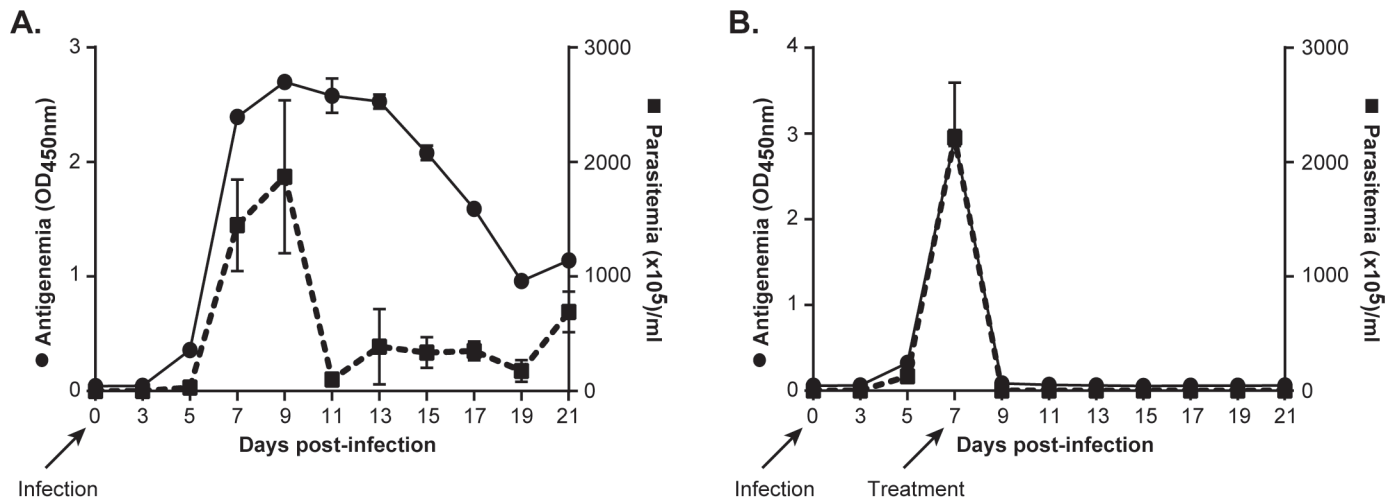 A.
3
2
1
0
● Antigenemia (OD450nm)
3000
2000
1000
0
■ Parasitemia (x10⁵)/ml
0 3 5 7 9 11 13 15 17 19 21
Days post-infection
Infection
B.
4
3
2
1
0
● Antigenemia (OD450nm)
3000
2000
1000
0
■ Parasitemia (x10⁵)/ml
0 3 5 7 9 11 13 15 17 19 21
Days post-infection
Infection
Treatment